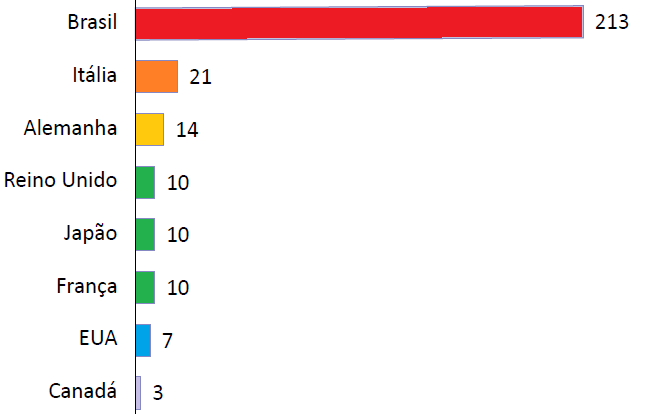 Brasil 213
Itália 21
Alemanha 14
Reino Unido 10
Japão 10
França 10
EUA 7
Canadá 3